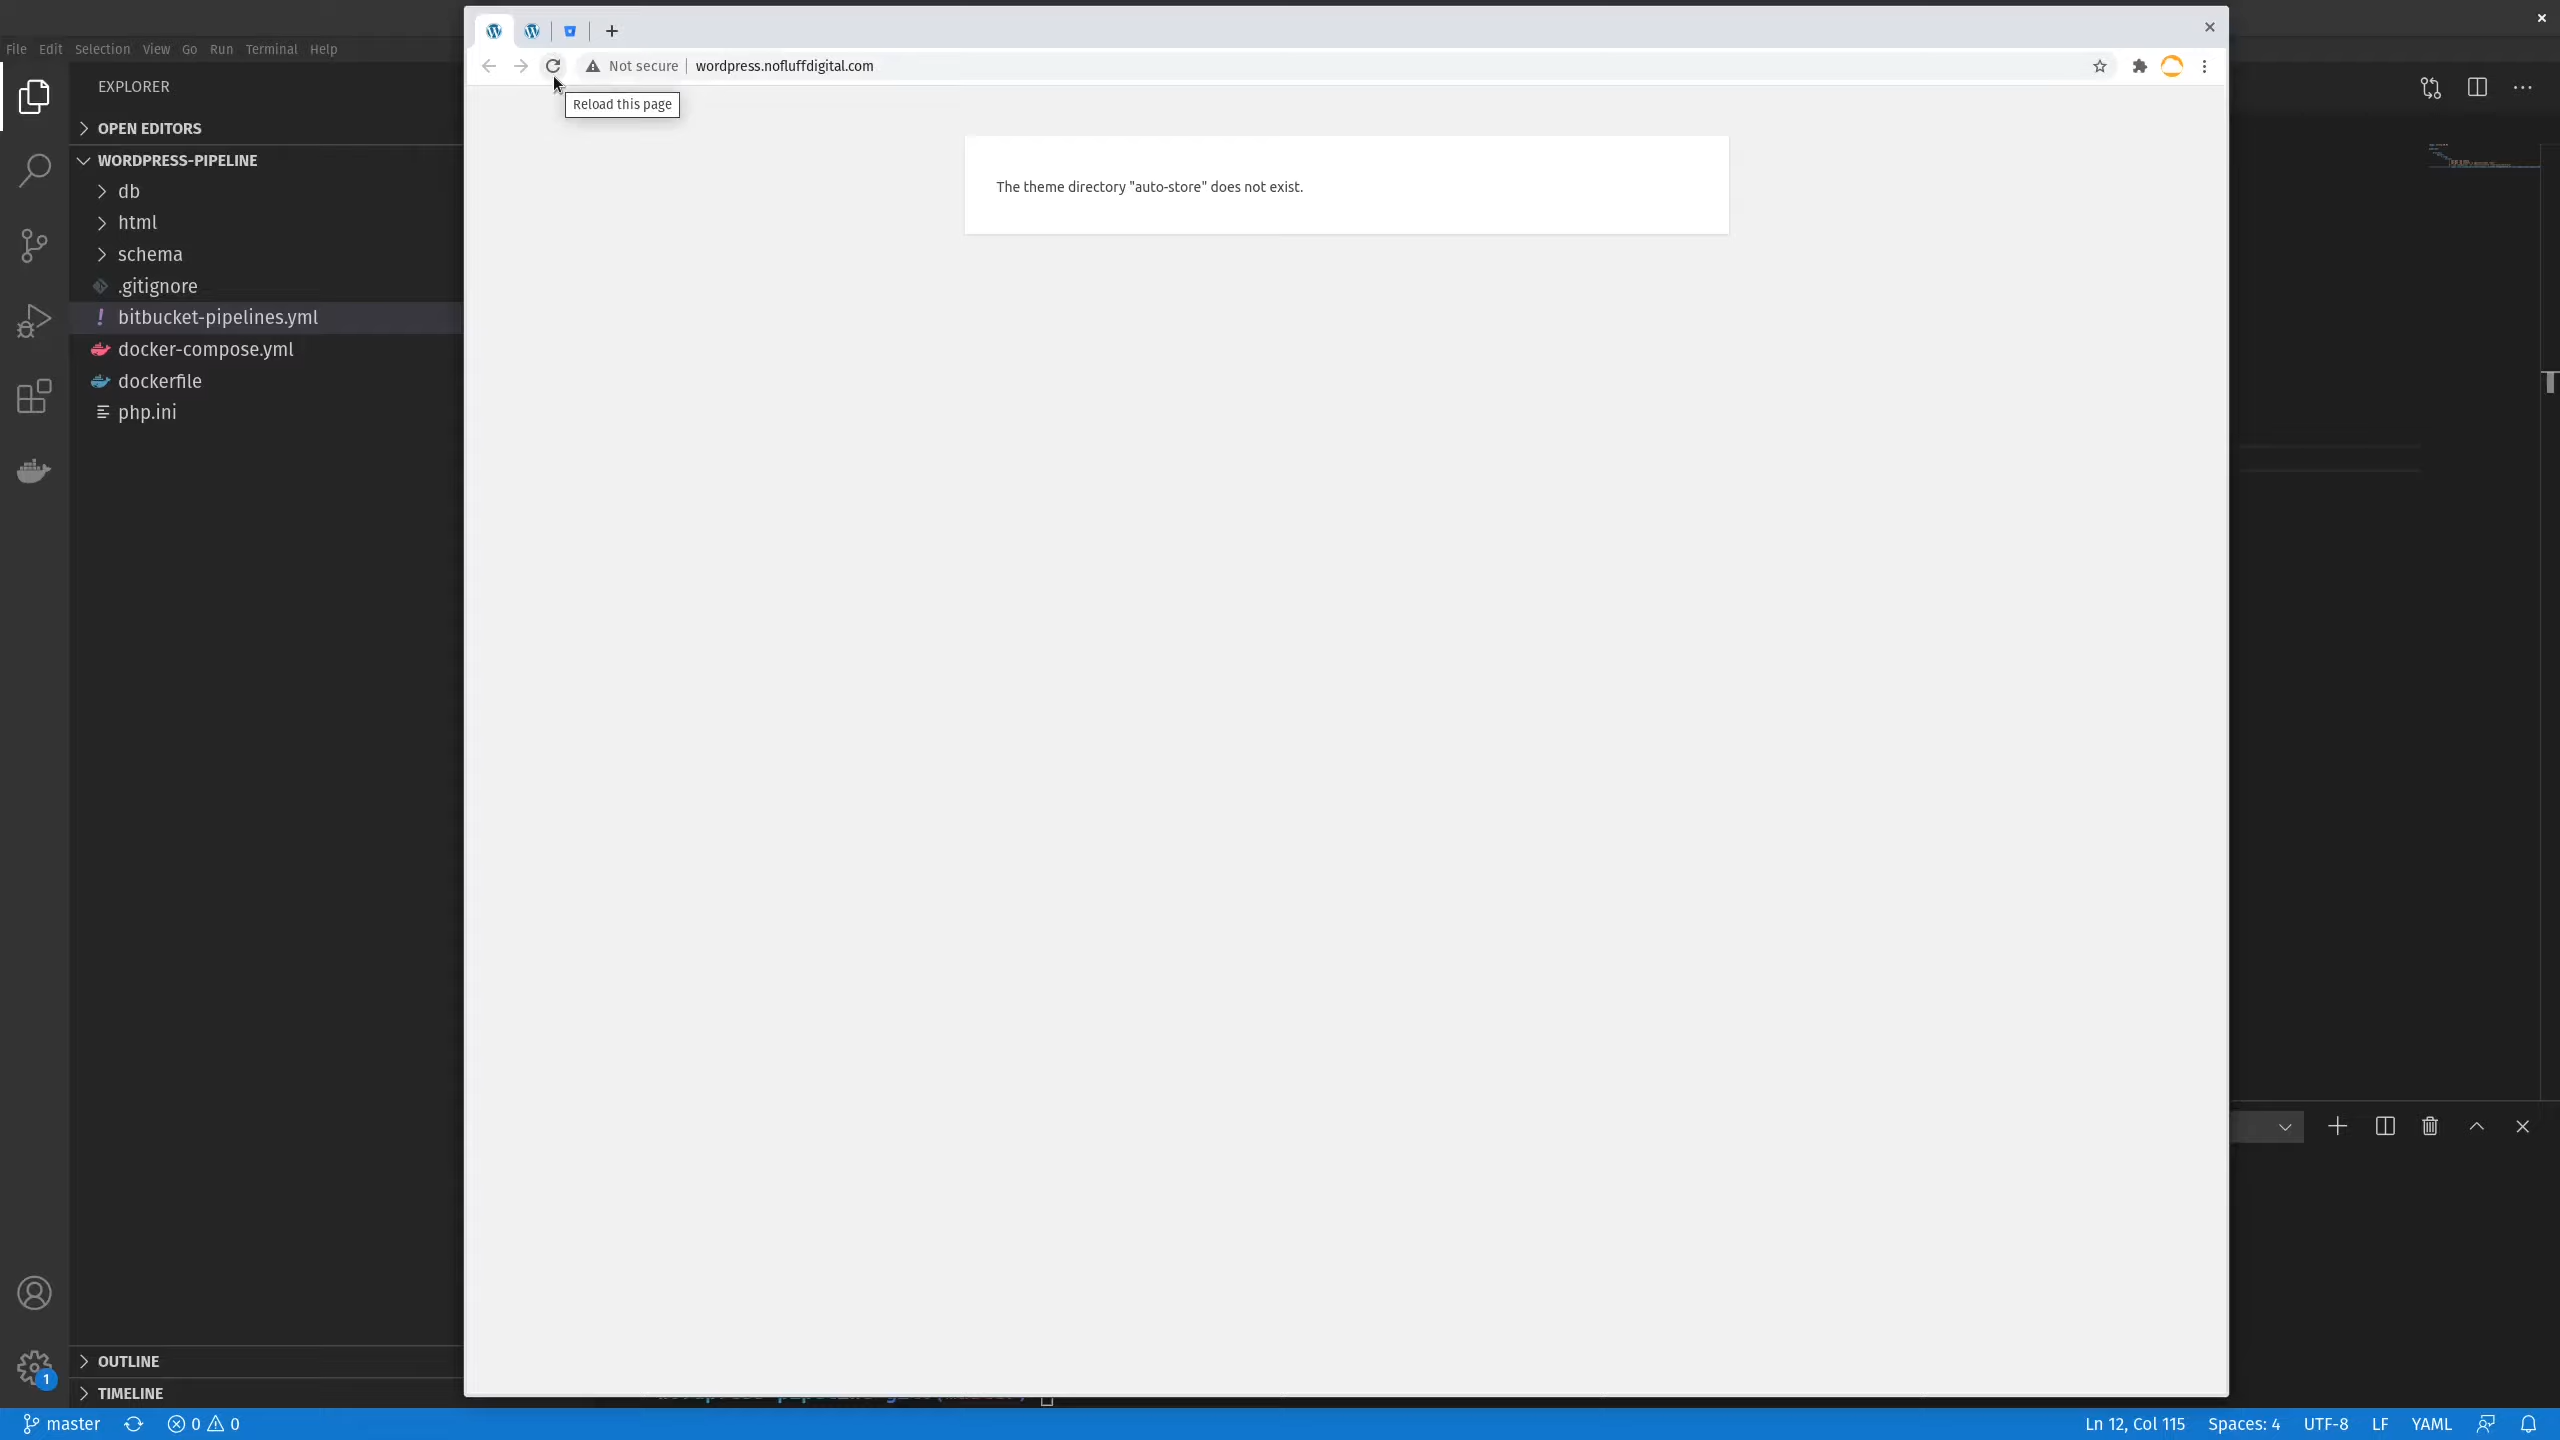 File Edit Selection View Go Run Terminal Help
Not secure wordpress.nofluffdigital.com
Reload this page
The theme directory "auto-store" does not exist.
EXPLORER
OPEN EDITORS
WORDPRESS-PIPELINE
db
html
schema
.gitignore
bitbucket-pipelines.yml
docker-compose.yml
dockerfile
php.ini
OUTLINE
TIMELINE
1
master 0 0 Ln 12, Col 115 Spaces: 4 UTF-8 LF YAML